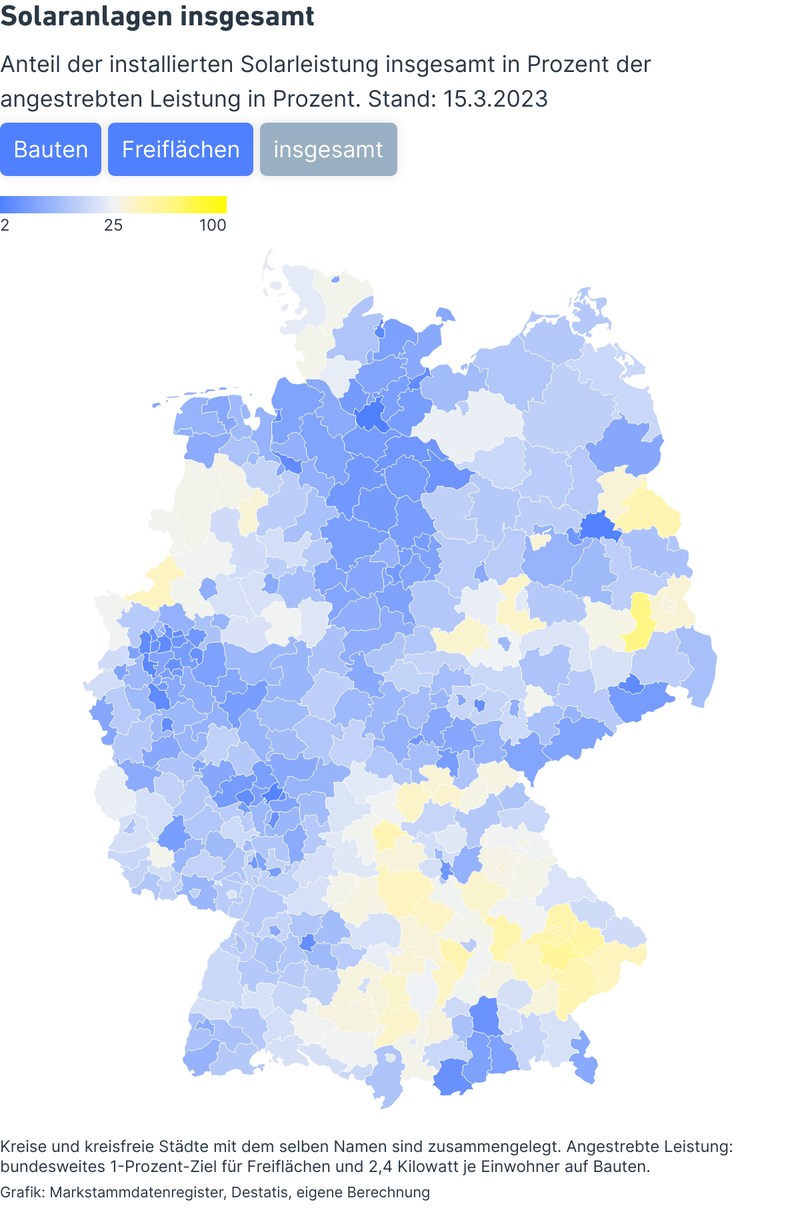 Solaranlagen insgesamt
Anteil der installierten Solarleistung insgesamt in Prozent der
angestrebten Leistung in Prozent. Stand: 15.3.2023
Bauten Freiflächen insgesamt
2 25 100
Kreise und kreisfreie Städte mit dem selben Namen sind zusammengelegt. Angestrebte Leistung:
bundesweites 1-Prozent-Ziel für Freiflächen und 2,4 Kilowatt je Einwohner auf Bauten.
Grafik: Markstammdatenregister, Destatis, eigene Berechnung